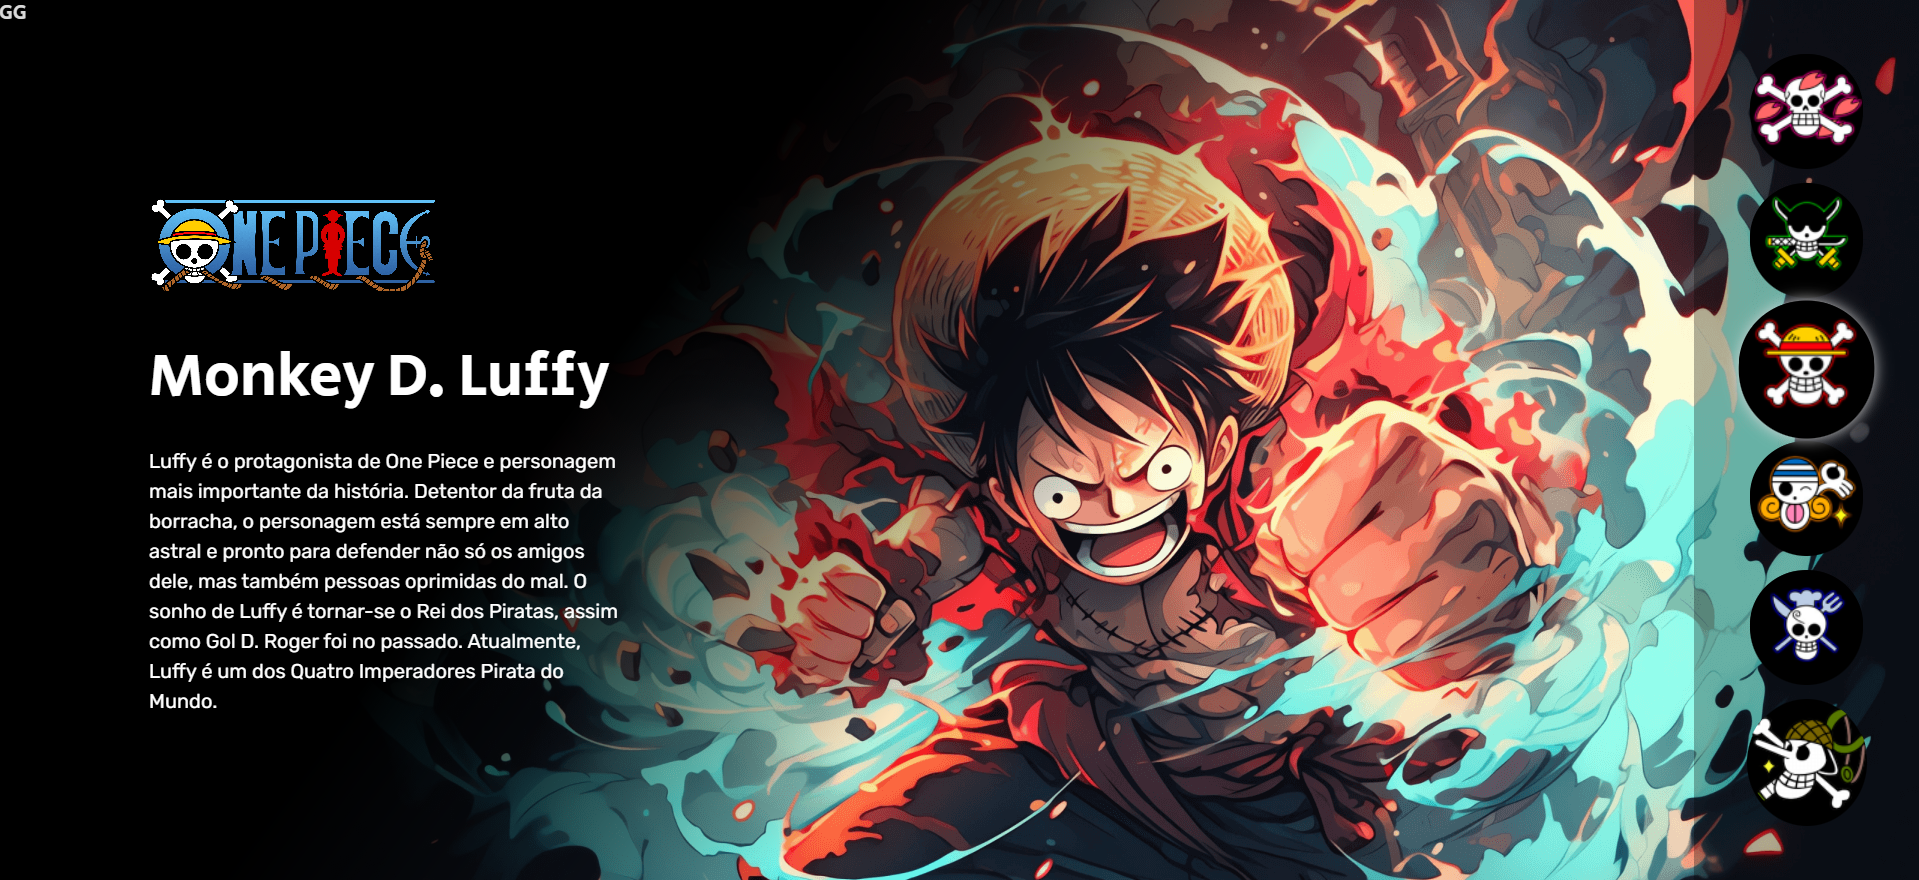 GG
ONE PIECE
Monkey D. Luffy
Luffy é o protagonista de One Piece e personagem
mais importante da história. Detentor da fruta da
borracha, o personagem está sempre em alto
astral e pronto para defender não só os amigos
dele, mas também pessoas oprimidas do mal. O
sonho de Luffy é tornar-se o Rei dos Piratas, assim
como Gol D. Roger foi no passado. Atualmente,
Luffy é um dos Quatro Imperadores Pirata do
Mundo.